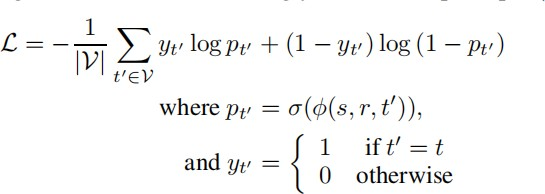 ℒ = −1/|𝒱| ∑_{t′∈𝒱} y_{t′} log p_{t′} + (1 − y_{t′}) log (1 − p_{t′})
where p_{t′} = σ(ϕ(s, r, t′)),
and y_{t′} = { 1 if t′ = t
0 otherwise